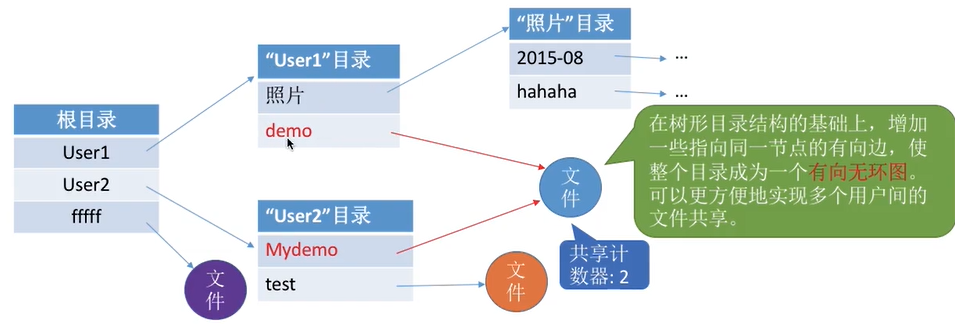 “照片”目录
2015-08
...
hahaha
...
“User1”目录
照片
demo
根目录
User1
User2
fffff
文
件
“User2”目录
Mydemo
test
文
件
文
件
共享计
数器: 2
在树形目录结构的基础上，增加
一些指向同一节点的有向边，使
整个目录成为一个有向无环图。
可以更方便地实现多个用户间的
文件共享。